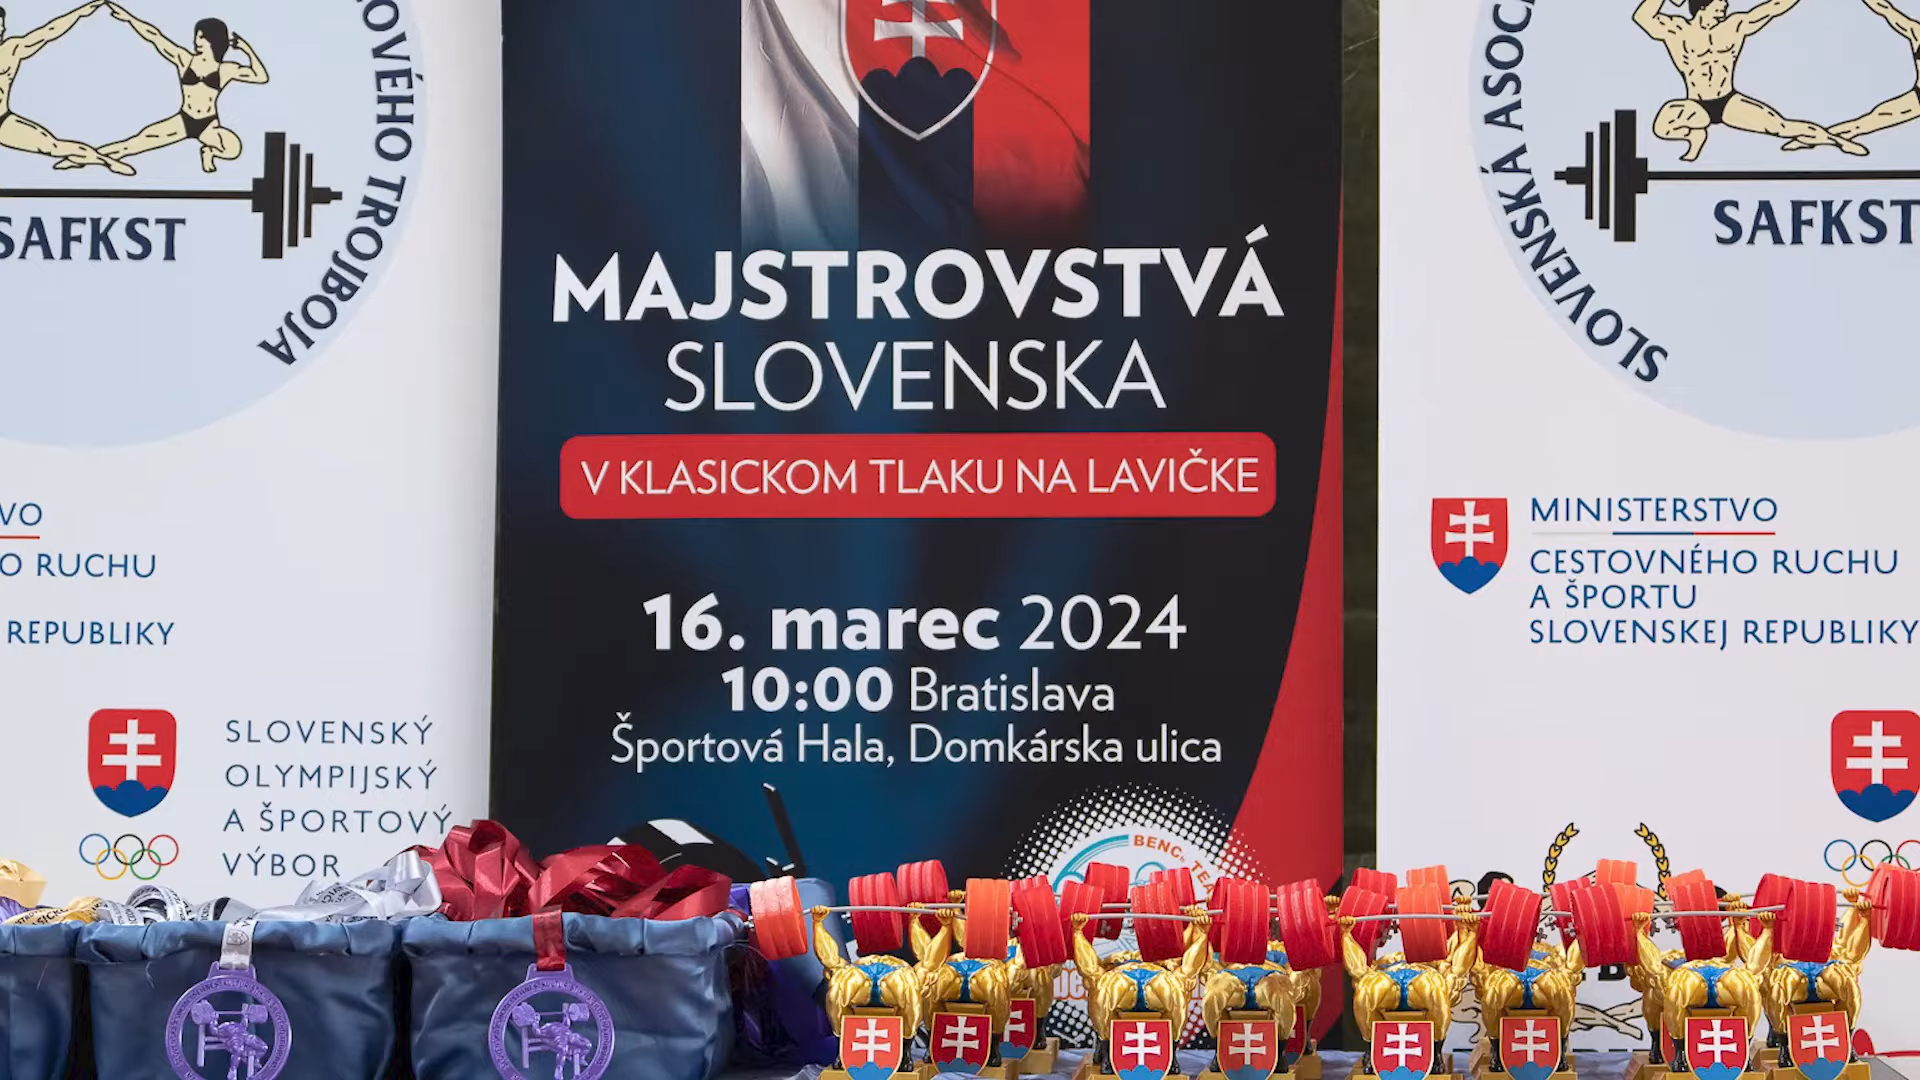 OVÉHO TROJBOJA
SAFKST
VO
O RUCHU
REPUBLIKY
SLOVENSKÝ
OLYMPIJSKÝ
A ŠPORTOVÝ
VÝBOR
MAJSTROVSTVÁ
SLOVENSKA
V KLASICKOM TLAKU NA LAVIČKE
16. marec 2024
10:00 Bratislava
Športová Hala, Domkárska ulica
SLOVENSKÁ ASOC
SAFKST
MINISTERSTVO
CESTOVNÉHO RUCHU
A ŠPORTU
SLOVENSKEJ REPUBLIKY